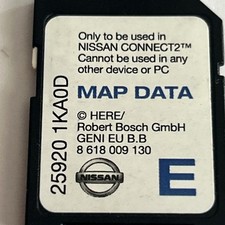 Only to be used in
NISSAN CONNECT2™
Cannot be used in any
other device or PC
MAP DATA
© HERE/
Robert Bosch GmbH
GENI EU B.B
8 618 009 130
25920 1KA0D
NISSAN
E